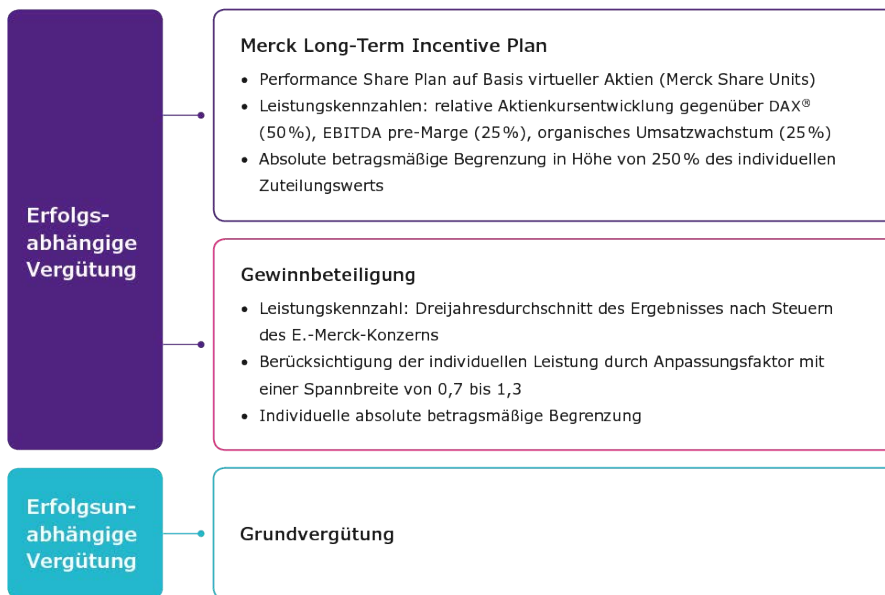 Erfolgs-
abhängige
Vergütung
Merck Long-Term Incentive Plan
• Performance Share Plan auf Basis virtueller Aktien (Merck Share Units)
• Leistungskennzahlen: relative Aktienkursentwicklung gegenüber DAX®
(50%), EBITDA pre-Marge (25%), organisches Umsatzwachstum (25%)
• Absolute betragsmäßige Begrenzung in Höhe von 250% des individuellen
Zuteilungswerts
Gewinnbeteiligung
• Leistungskennzahl: Dreijahresdurchschnitt des Ergebnisses nach Steuern
des E.-Merck-Konzerns
• Berücksichtigung der individuellen Leistung durch Anpassungsfaktor mit
einer Spannbreite von 0,7 bis 1,3
• Individuelle absolute betragsmäßige Begrenzung
Erfolgsun-
abhängige
Vergütung
Grundvergütung